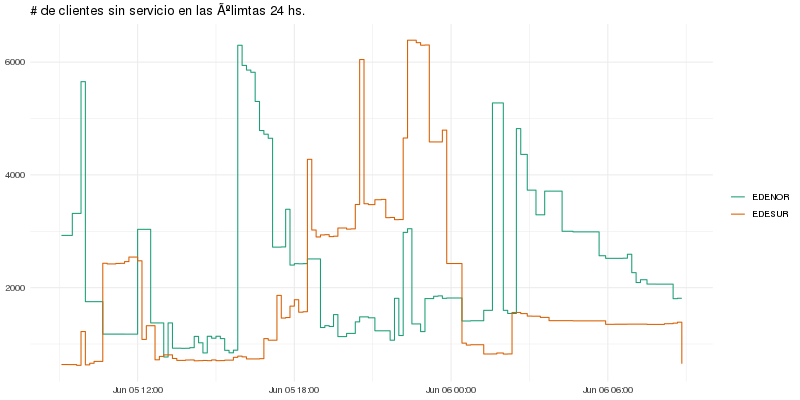 # de clientes sin servicio en las Ãºlimtas 24 hs.
6000
4000
2000
Jun 05 12:00
Jun 05 18:00
Jun 06 00:00
Jun 06 06:00
EDENOR
EDESUR